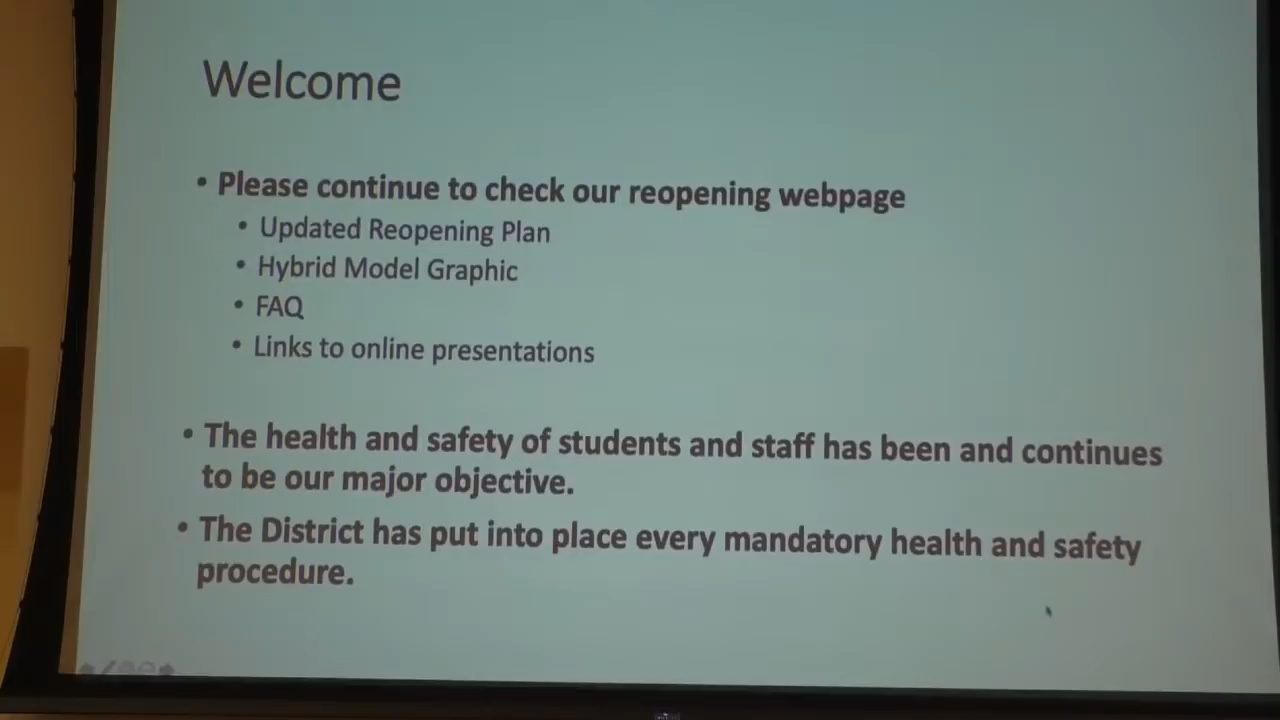 Welcome
• Please continue to check our reopening webpage
• Updated Reopening Plan
• Hybrid Model Graphic
• FAQ
• Links to online presentations
• The health and safety of students and staff has been and continues
to be our major objective.
• The District has put into place every mandatory health and safety
procedure.